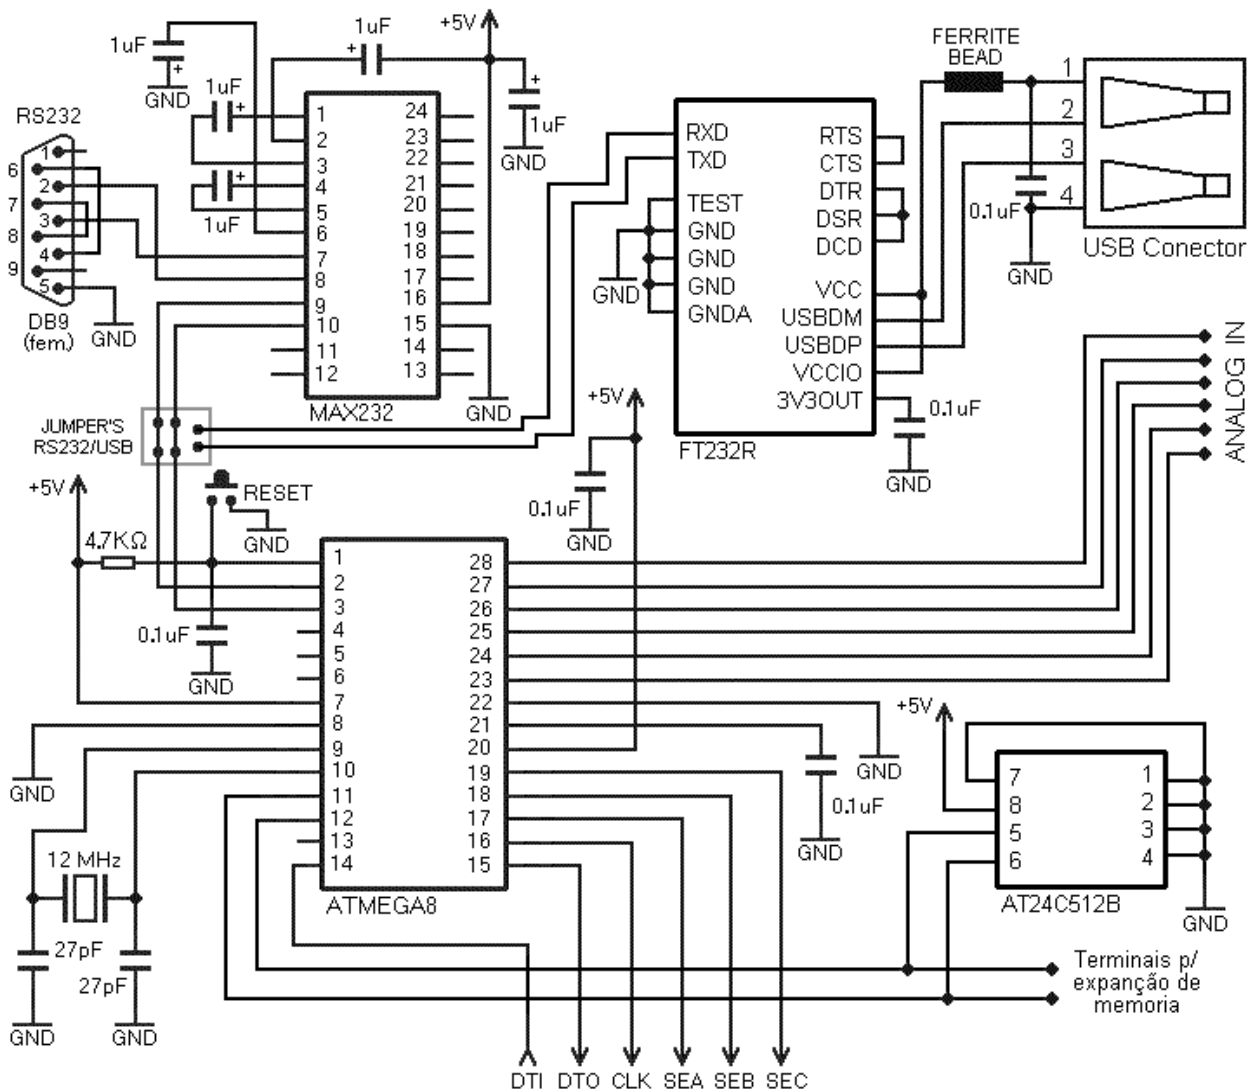 1uF
1uF
+5V
1uF
1uF
GND
GND
1uF
RS232
1
2
3
4
5
6
7
8
9
DB9
(fem.)
GND
1
2
3
4
5
6
7
8
9
10
11
12
24
23
22
21
20
19
18
17
16
15
14
13
MAX232
GND
JUMPER'S
RS232/USB
RXD
TXD
TEST
GND
GND
GND
GNDA
GND
RTS
CTS
DTR
DSR
DCD
VCC
USBDM
USBDP
VCCIO
3V3OUT
FT232R
0.1uF
GND
FERRITE
BEAD
1
2
3
4
0.1uF
GND
USB Conector
ANALOG IN
+5V
0.1uF
GND
+5V
4.7KΩ
RESET
GND
0.1uF
GND
1
2
3
4
5
6
7
8
9
10
11
12
13
14
28
27
26
25
24
23
22
21
20
19
18
17
16
15
ATMEGA8
GND
12 MHz
27pF
27pF
GND
GND
GND
0.1uF
GND
+5V
7
8
5
6
1
2
3
4
AT24C512B
GND
Terminais p/
expanção de
memoria
DTI DTO CLK SEA SEB SEC